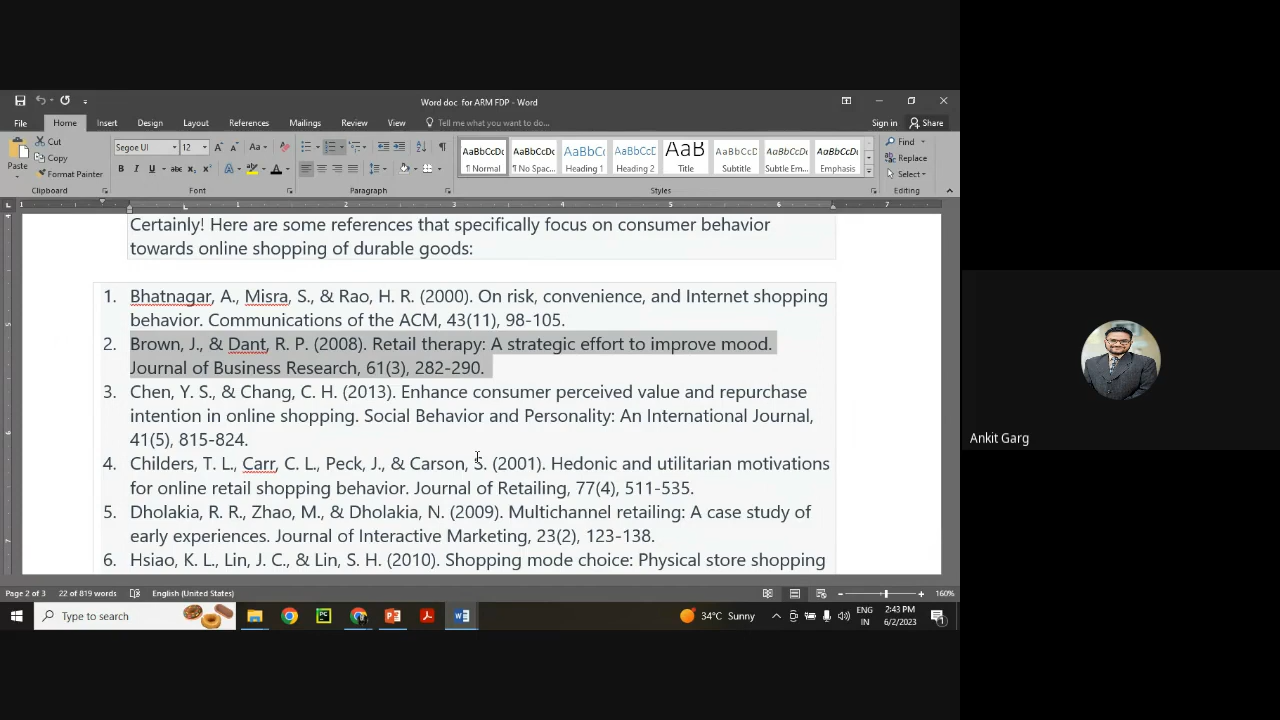 Word doc for ARM FDP - Word
File Home Insert Design Layout References Mailings Review View Tell me what you want to do... Sign in Share
Paste Cut Copy Format Painter
Segoe UI 12
AaBbCcDc AaBbCcDc AaBbC( AaBbCcE AaB AaBbCcC AaBbCcDc AaBbCcDc
¶ Normal ¶ No Spac... Heading 1 Heading 2 Title Subtitle Subtle Em... Emphasis
Find Replace Select
Clipboard Font Paragraph Styles Editing
Certainly! Here are some references that specifically focus on consumer behavior
towards online shopping of durable goods:
1. Bhatnagar, A., Misra, S., & Rao, H. R. (2000). On risk, convenience, and Internet shopping
behavior. Communications of the ACM, 43(11), 98-105.
2. Brown, J., & Dant, R. P. (2008). Retail therapy: A strategic effort to improve mood.
Journal of Business Research, 61(3), 282-290.
3. Chen, Y. S., & Chang, C. H. (2013). Enhance consumer perceived value and repurchase
intention in online shopping. Social Behavior and Personality: An International Journal,
41(5), 815-824.
4. Childers, T. L., Carr, C. L., Peck, J., & Carson, S. (2001). Hedonic and utilitarian motivations
for online retail shopping behavior. Journal of Retailing, 77(4), 511-535.
5. Dholakia, R. R., Zhao, M., & Dholakia, N. (2009). Multichannel retailing: A case study of
early experiences. Journal of Interactive Marketing, 23(2), 123-138.
6. Hsiao, K. L., Lin, J. C., & Lin, S. H. (2010). Shopping mode choice: Physical store shopping
Ankit Garg
Page 2 of 3 22 of 819 words English (United States) 160%
Type to search 34°C Sunny ENG IN 2:43 PM 6/2/2023